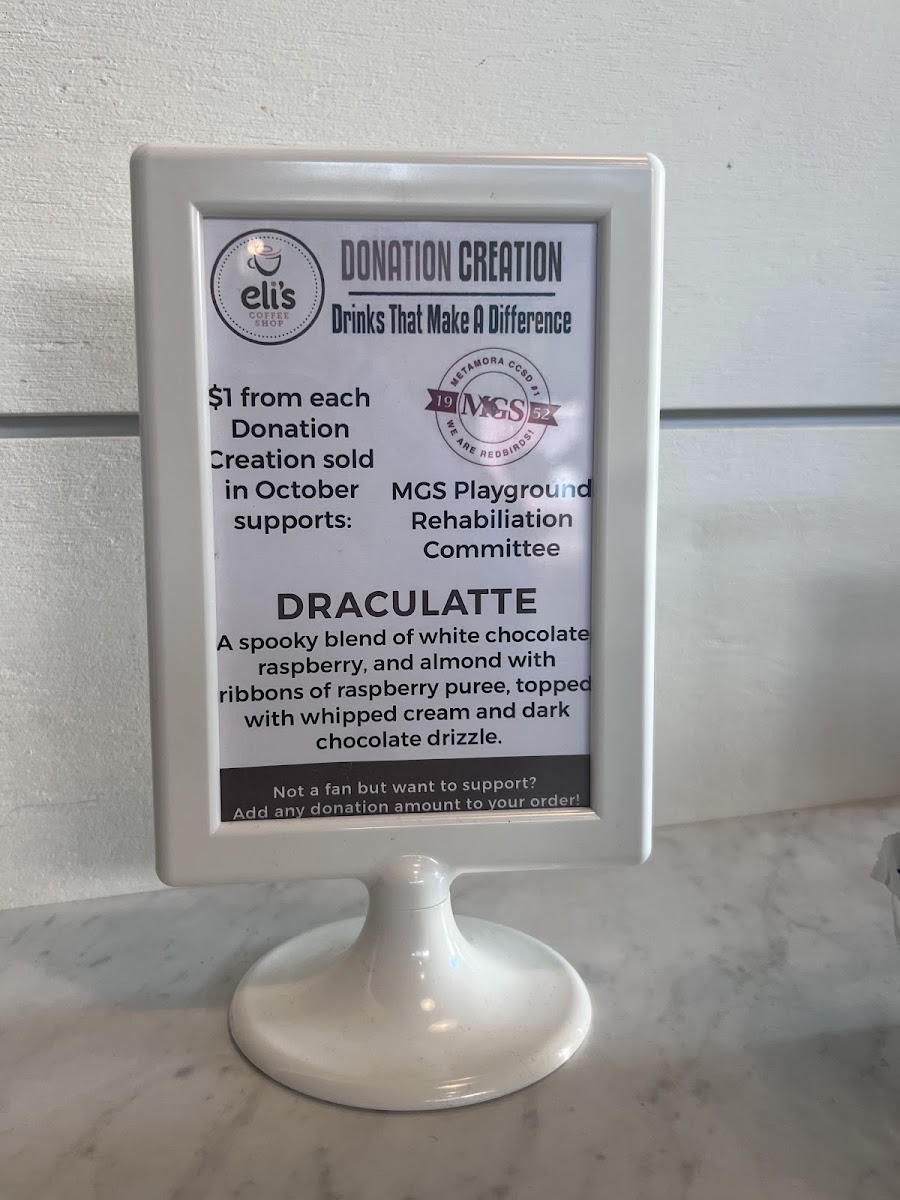 eli's
COFFEE
SHOP
DONATION CREATION
Drinks That Make A Difference
$1 from each
Donation
Creation sold
in October
supports:
METAMORA CCSD #1
19 MGS 52
WE ARE REDBIRDS!
MGS Playground
Rehabiliation
Committee
DRACULATTE
A spooky blend of white chocolate
raspberry, and almond with
ribbons of raspberry puree, topped
with whipped cream and dark
chocolate drizzle.
Not a fan but want to support?
Add any donation amount to your order!